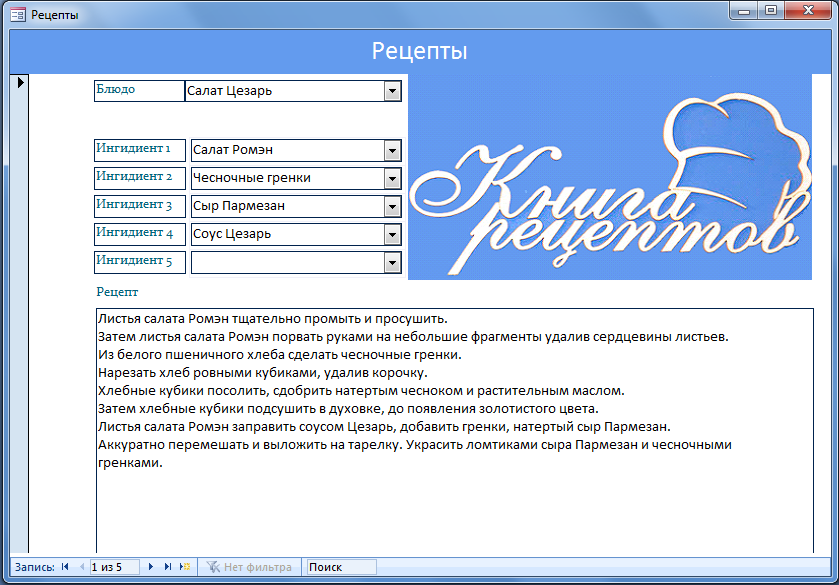 Рецепты
Рецепты
Блюдо Салат Цезарь
Ингидиент 1 Салат Ромэн
Ингидиент 2 Чесночные гренки
Ингидиент 3 Сыр Пармезан
Ингидиент 4 Соус Цезарь
Ингидиент 5
Книга
рецептов
Рецепт
Листья салата Ромэн тщательно промыть и просушить.
Затем листья салата Ромэн порвать руками на небольшие фрагменты удалив сердцевины листьев.
Из белого пшеничного хлеба сделать чесночные гренки.
Нарезать хлеб ровными кубиками, удалив корочку.
Хлебные кубики посолить, сдобрить натертым чесноком и растительным маслом.
Затем хлебные кубики подсушить в духовке, до появления золотистого цвета.
Листья салата Ромэн заправить соусом Цезарь, добавить гренки, натертый сыр Пармезан.
Аккуратно перемешать и выложить на тарелку. Украсить ломтиками сыра Пармезан и чесночными
гренками.
Запись: 1 из 5 Нет фильтра Поиск